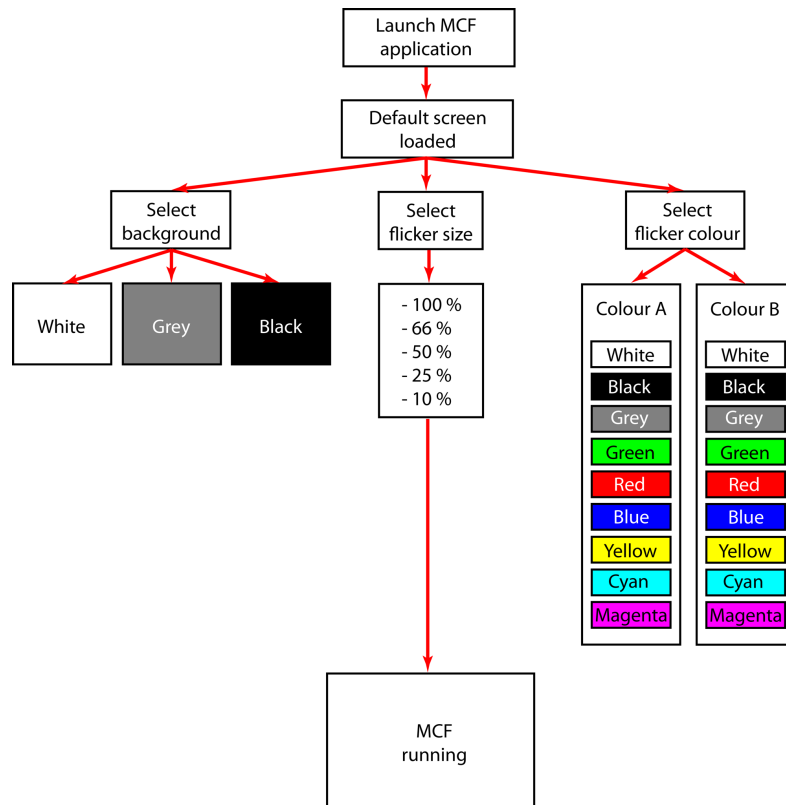 Launch MCF
application
Default screen
loaded
Select
background
Select
flicker size
Select
flicker colour
White
Grey
Black
- 100 %
- 66 %
- 50 %
- 25 %
- 10 %
Colour A
White
Black
Grey
Green
Red
Blue
Yellow
Cyan
Magenta
Colour B
White
Black
Grey
Green
Red
Blue
Yellow
Cyan
Magenta
MCF
running